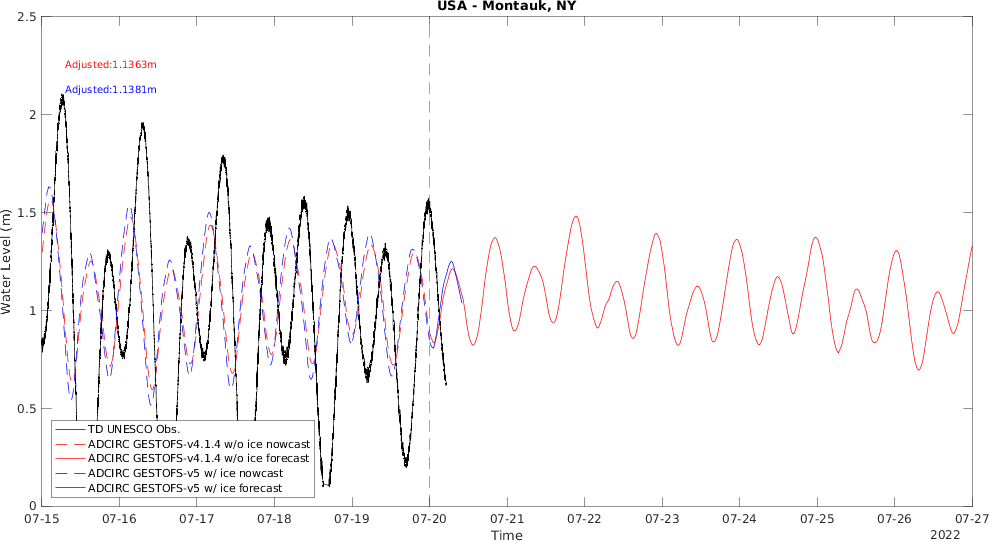 USA - Montauk, NY
2.5
Adjusted:1.1363m
Adjusted:1.1381m
2
1.5
1
0.5
0
Water Level (m)
TD UNESCO Obs.
ADCIRC GESTOFS-v4.1.4 w/o ice nowcast
ADCIRC GESTOFS-v4.1.4 w/o ice forecast
ADCIRC GESTOFS-v5 w/ ice nowcast
ADCIRC GESTOFS-v5 w/ ice forecast
07-15 07-16 07-17 07-18 07-19 07-20 07-21 07-22 07-23 07-24 07-25 07-26 07-27
Time
2022